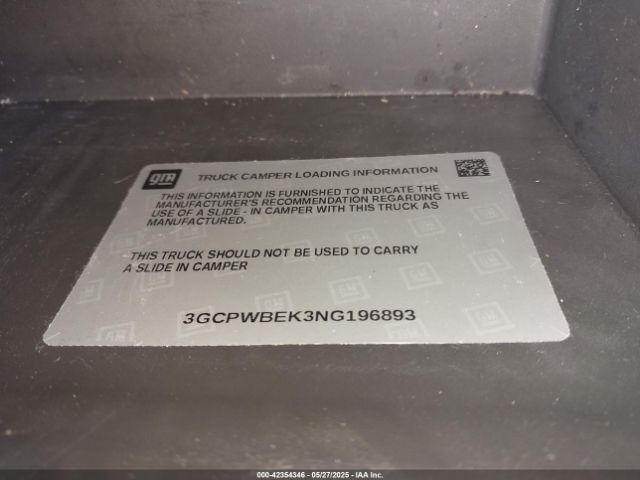 gm TRUCK CAMPER LOADING INFORMATION
THIS INFORMATION IS FURNISHED TO INDICATE THE
MANUFACTURER'S RECOMMENDATION REGARDING THE
USE OF A SLIDE - IN CAMPER WITH THIS TRUCK AS
MANUFACTURED.
THIS TRUCK SHOULD NOT BE USED TO CARRY
A SLIDE IN CAMPER
3GCPWBEK3NG196893
000-42354346 - 05/27/2025 - IAA Inc.